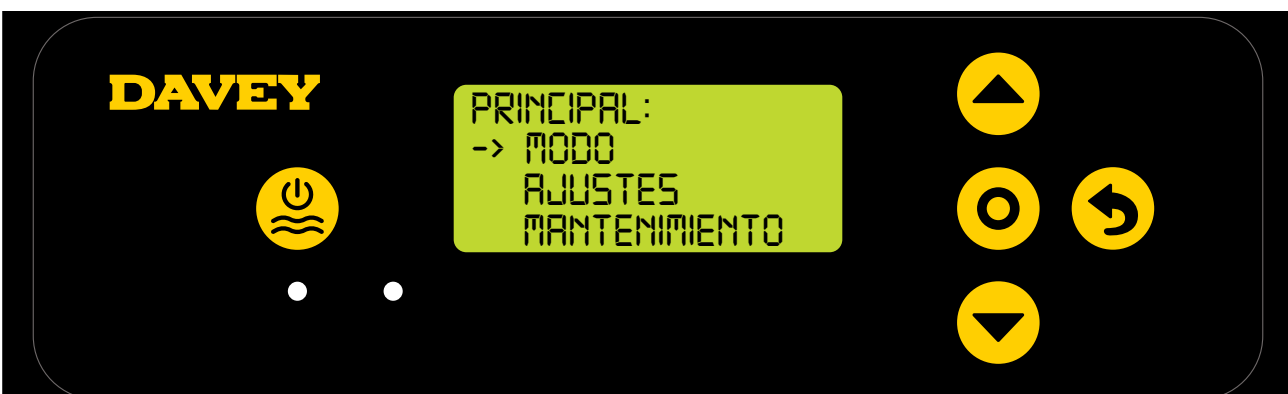 DAVEY
PRINCIPAL:
-> MODO
AJUSTES
MANTENIMIENTO